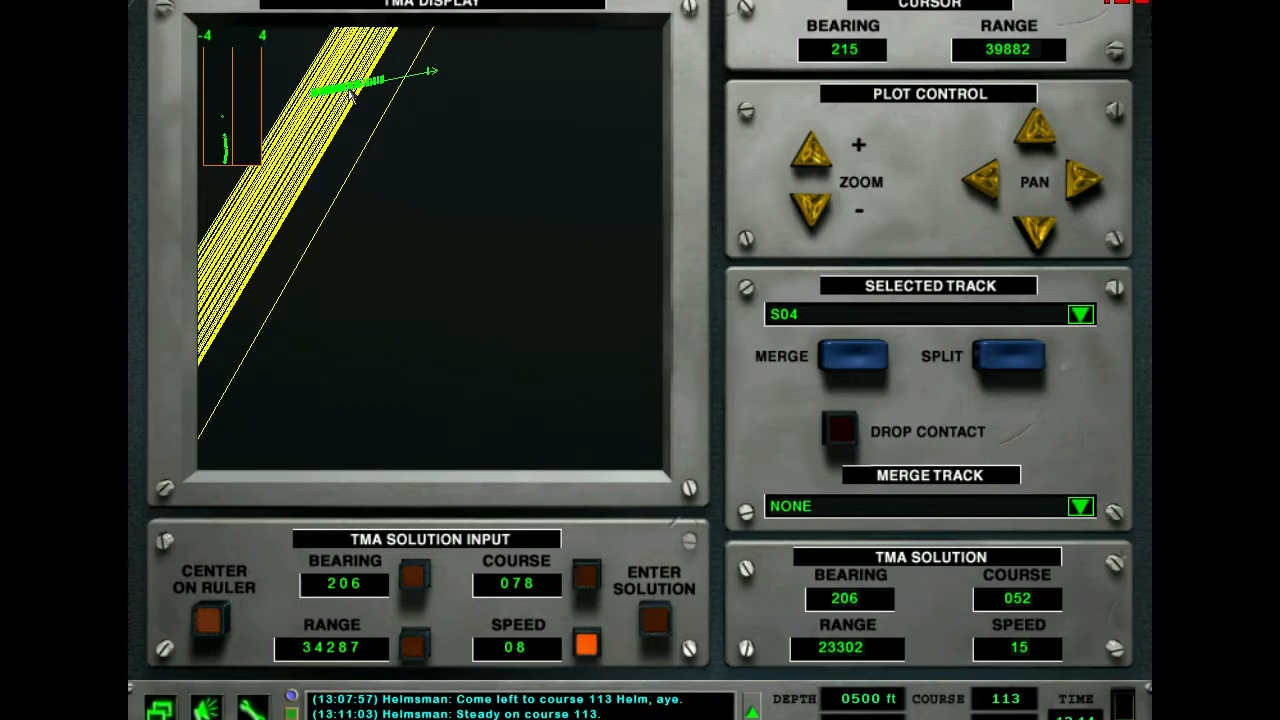 TMA DISPLAY
-4 4
CURSOR
BEARING RANGE
215 39882
PLOT CONTROL
+
ZOOM PAN
-
SELECTED TRACK
S04
MERGE SPLIT
DROP CONTACT
MERGE TRACK
NONE
TMA SOLUTION INPUT
CENTER ON RULER
BEARING
206
COURSE
078
ENTER SOLUTION
RANGE
34287
SPEED
08
TMA SOLUTION
BEARING COURSE
206 052
RANGE SPEED
23302 15
(13:07:57) Helmsman: Come left to course 113 Helm, aye.
(13:11:03) Helmsman: Steady on course 113.
DEPTH 0500 ft COURSE 113 TIME